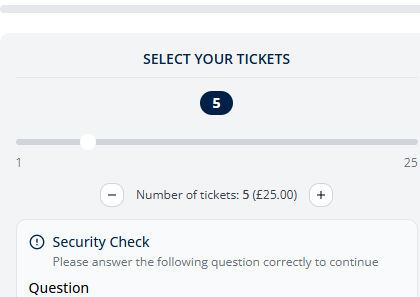 SELECT YOUR TICKETS
5
1 25
Number of tickets: 5 (£25.00)
Security Check
Please answer the following question correctly to continue
Question